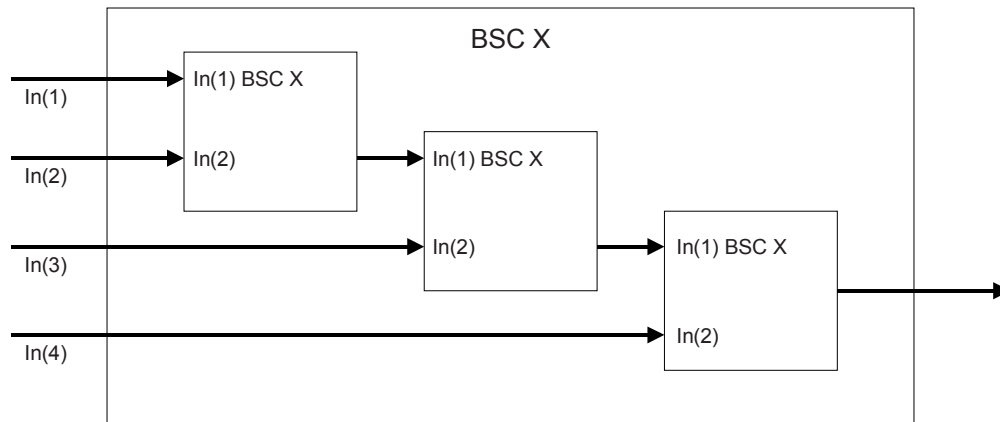 BSC X
In(1) BSC X
In(1)
In(2)
In(2)
In(1) BSC X
In(2)
In(3)
In(1) BSC X
In(2)
In(4)